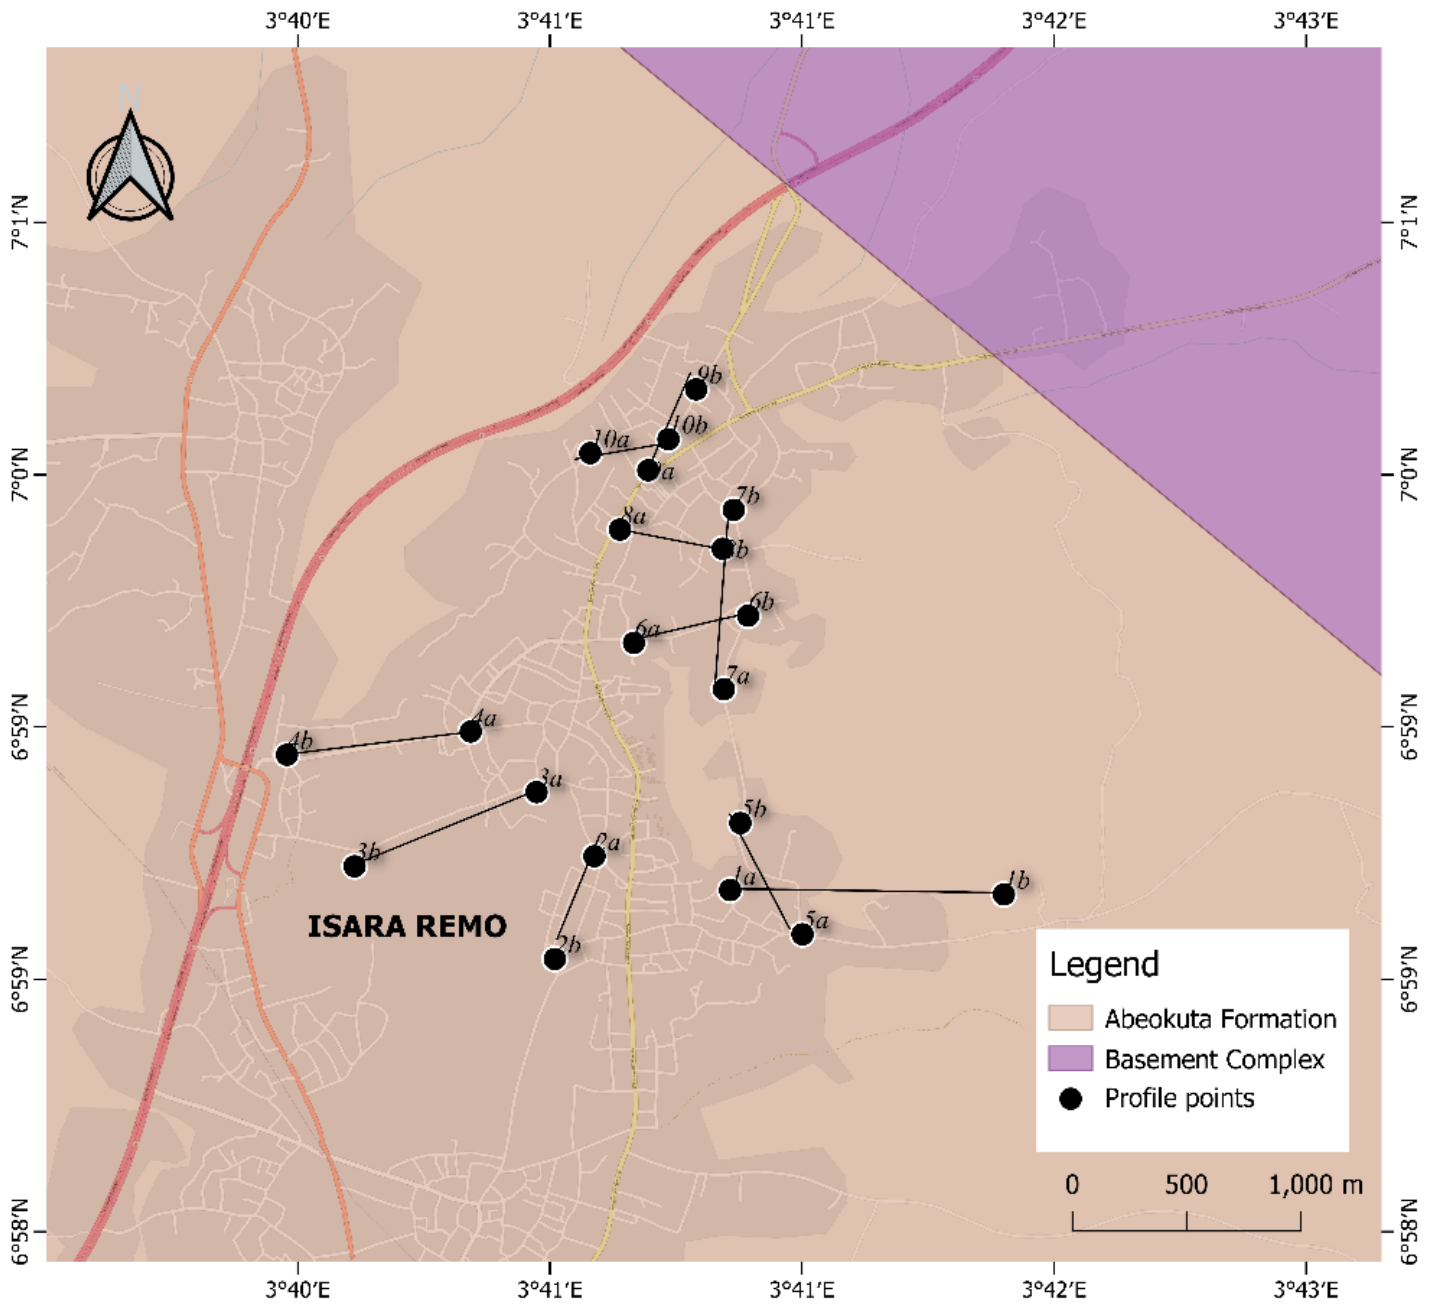 3°40′E 3°41′E 3°41′E 3°42′E 3°43′E
N
7°1′N 7°1′N
9b
10b
10a
a
7°0′N 7°0′N
7b
8a
b
6b
6a
7a
4a
6°59′N 6°59′N
4b
3a
5b
2a
3b
1a
1b
ISARA REMO
5a
2b
6°59′N 6°59′N
Legend
Abeokuta Formation
Basement Complex
Profile points
0 500 1,000 m
6°58′N 6°58′N
3°40′E 3°41′E 3°41′E 3°42′E 3°43′E